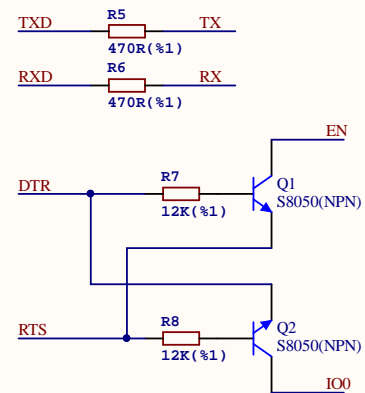 TXD R5 TX
470R(%1)
RXD R6 RX
470R(%1)
EN
DTR R7 Q1
12K(%1) S8050(NPN)
RTS R8 Q2
12K(%1) S8050(NPN)
IO0